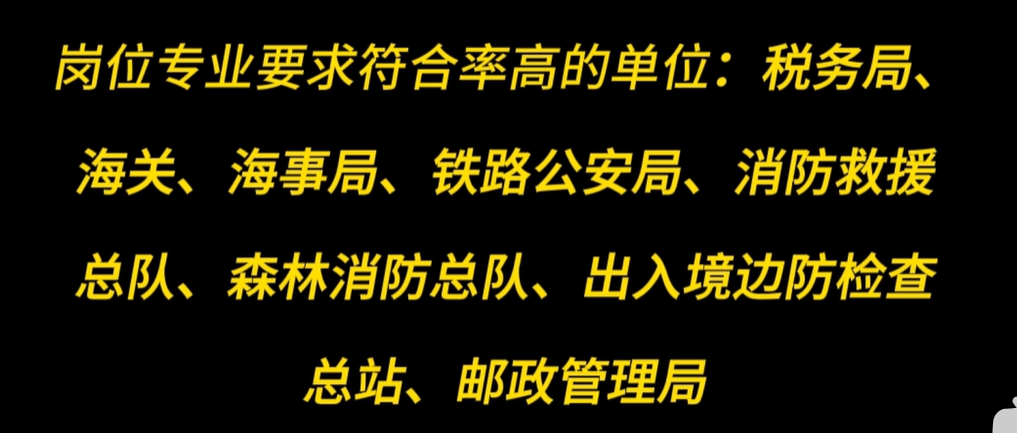 岗位专业要求符合率高的单位：税务局、
海关、海事局、铁路公安局、消防救援
总队、森林消防总队、出入境边防检查
总站、邮政管理局